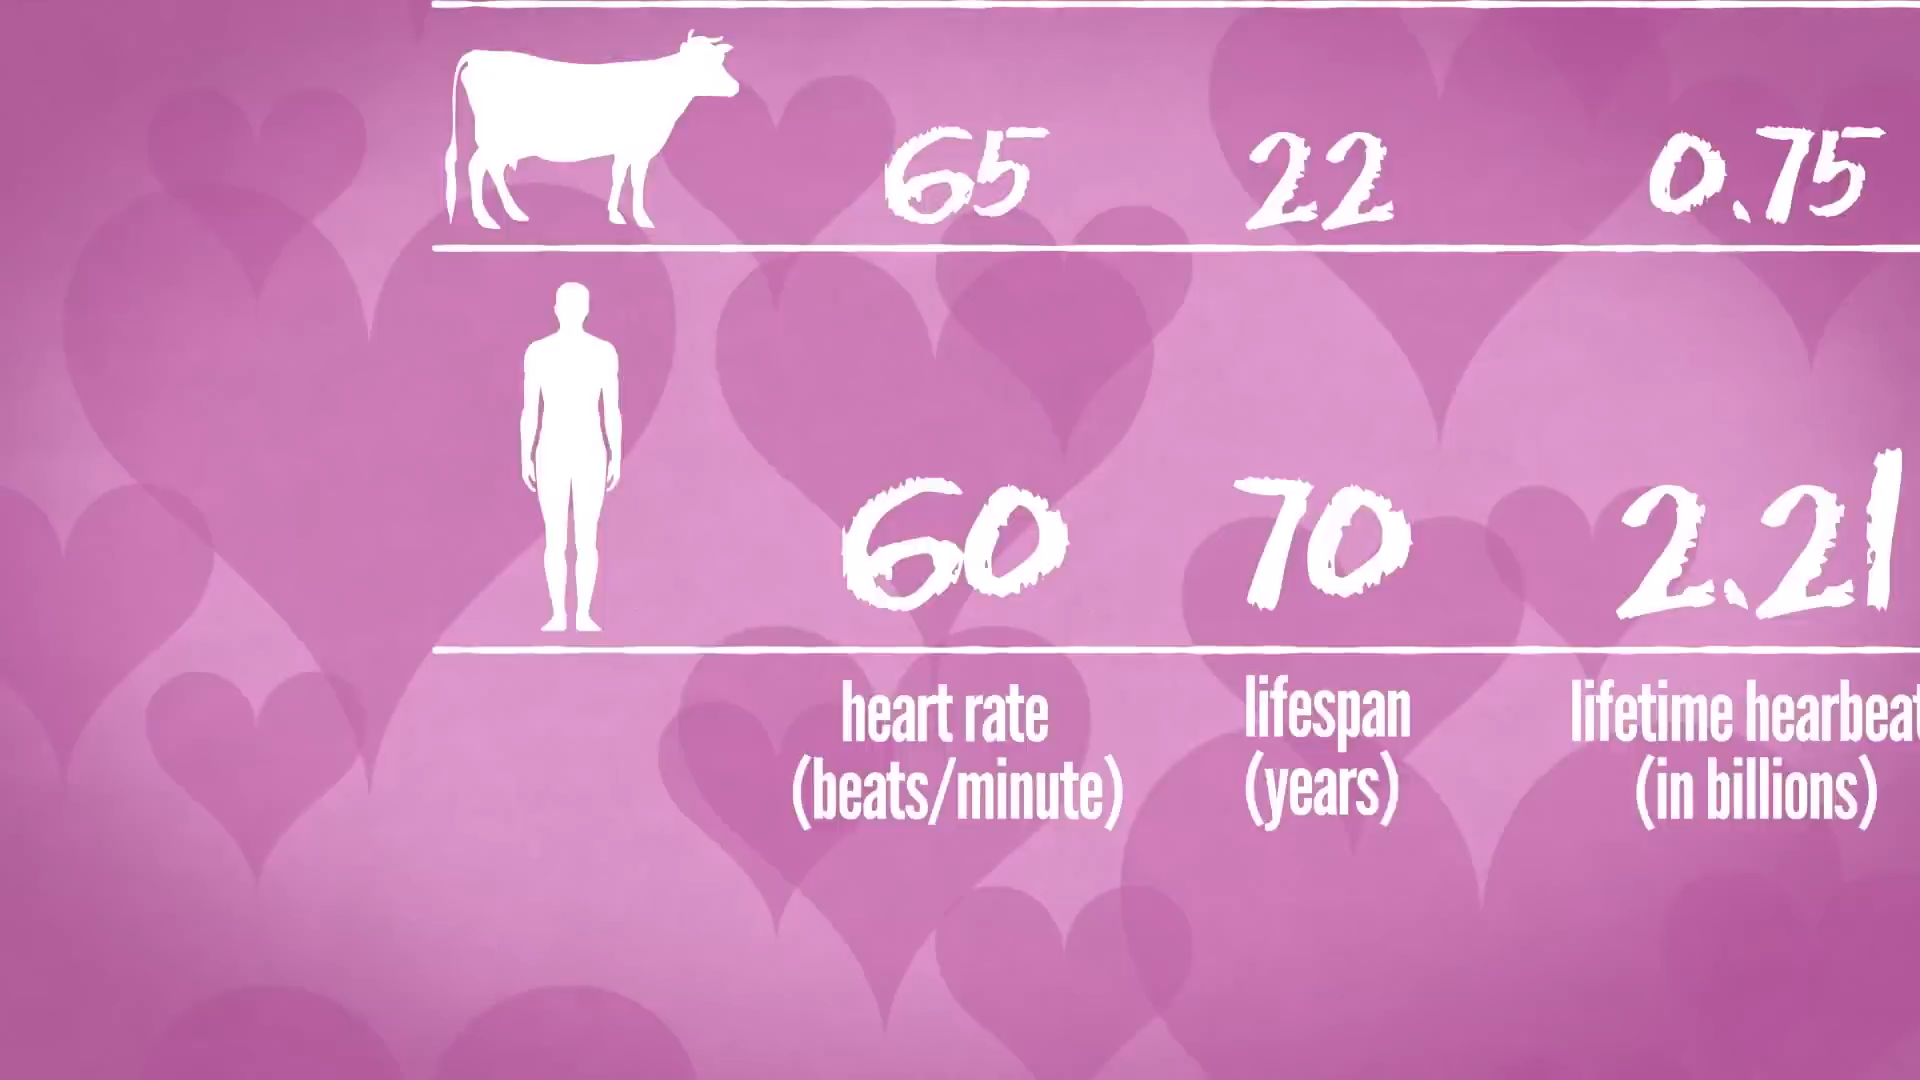 65 22 0.75
60 70 2.21
heart rate lifespan lifetime hearbeat
(beats/minute) (years) (in billions)